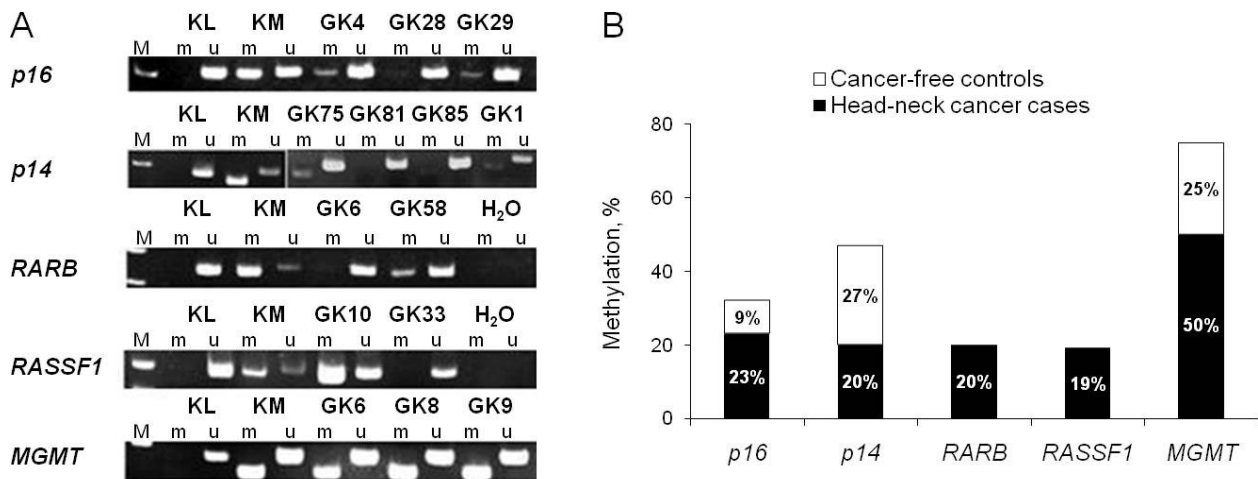 A
KL KM GK4 GK28 GK29
M m u m u m u m u m u
p16
KL KM GK75 GK81 GK85 GK1
M m u m u m u m u m u m u
p14
KL KM GK6 GK58 H₂O
M m u m u m u m u m u
RARB
KL KM GK10 GK33 H₂O
M m u m u m u m u m u
RASSF1
KL KM GK6 GK8 GK9
M m u m u m u m u m u
MGMT
B
Cancer-free controls
Head-neck cancer cases
Methylation, %
80
60
40
20
0
9%
23%
27%
20%
20%
19%
25%
50%
p16 p14 RARB RASSF1 MGMT